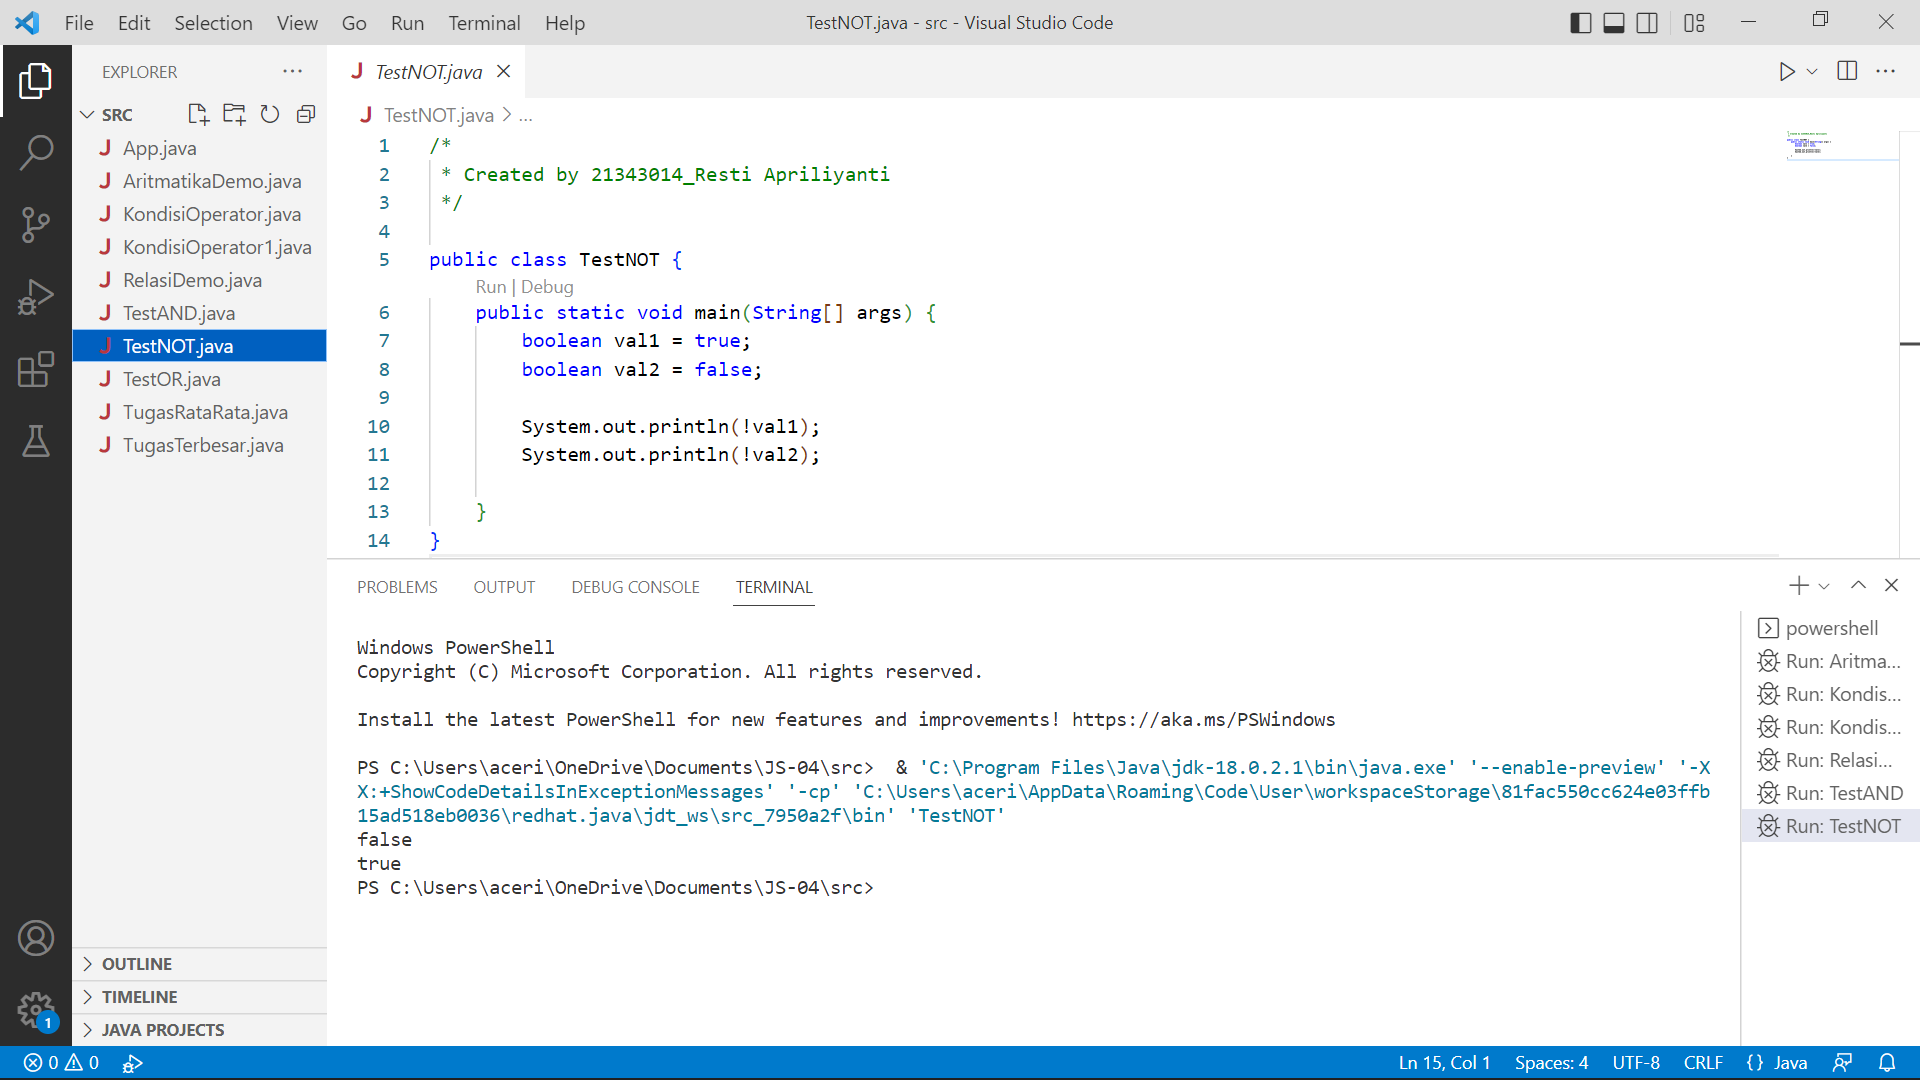 File Edit Selection View Go Run Terminal Help
TestNOT.java - src - Visual Studio Code
EXPLORER
SRC
App.java
AritmatikaDemo.java
KondisiOperator.java
KondisiOperator1.java
RelasiDemo.java
TestAND.java
TestNOT.java
TestOR.java
TugasRataRata.java
TugasTerbesar.java
OUTLINE
TIMELINE
JAVA PROJECTS
TestNOT.java
TestNOT.java > ...
1 /*
2 * Created by 21343014_Resti Apriliyanti
3 */
4
5 public class TestNOT {
Run | Debug
6 public static void main(String[] args) {
7 boolean val1 = true;
8 boolean val2 = false;
9
10 System.out.println(!val1);
11 System.out.println(!val2);
12
13 }
14 }
PROBLEMS OUTPUT DEBUG CONSOLE TERMINAL
Windows PowerShell
Copyright (C) Microsoft Corporation. All rights reserved.
Install the latest PowerShell for new features and improvements! https://aka.ms/PSWindows
PS C:\Users\aceri\OneDrive\Documents\JS-04\src>  & 'C:\Program Files\Java\jdk-18.0.2.1\bin\java.exe' '--enable-preview' '-X
X:+ShowCodeDetailsInExceptionMessages' '-cp' 'C:\Users\aceri\AppData\Roaming\Code\User\workspaceStorage\81fac550cc624e03ffb
15ad518eb0036\redhat.java\jdt_ws\src_7950a2f\bin' 'TestNOT'
false
true
PS C:\Users\aceri\OneDrive\Documents\JS-04\src>
powershell
Run: Aritma...
Run: Kondis...
Run: Kondis...
Run: Relasi...
Run: TestAND
Run: TestNOT
1
0 0
Ln 15, Col 1 Spaces: 4 UTF-8 CRLF {} Java